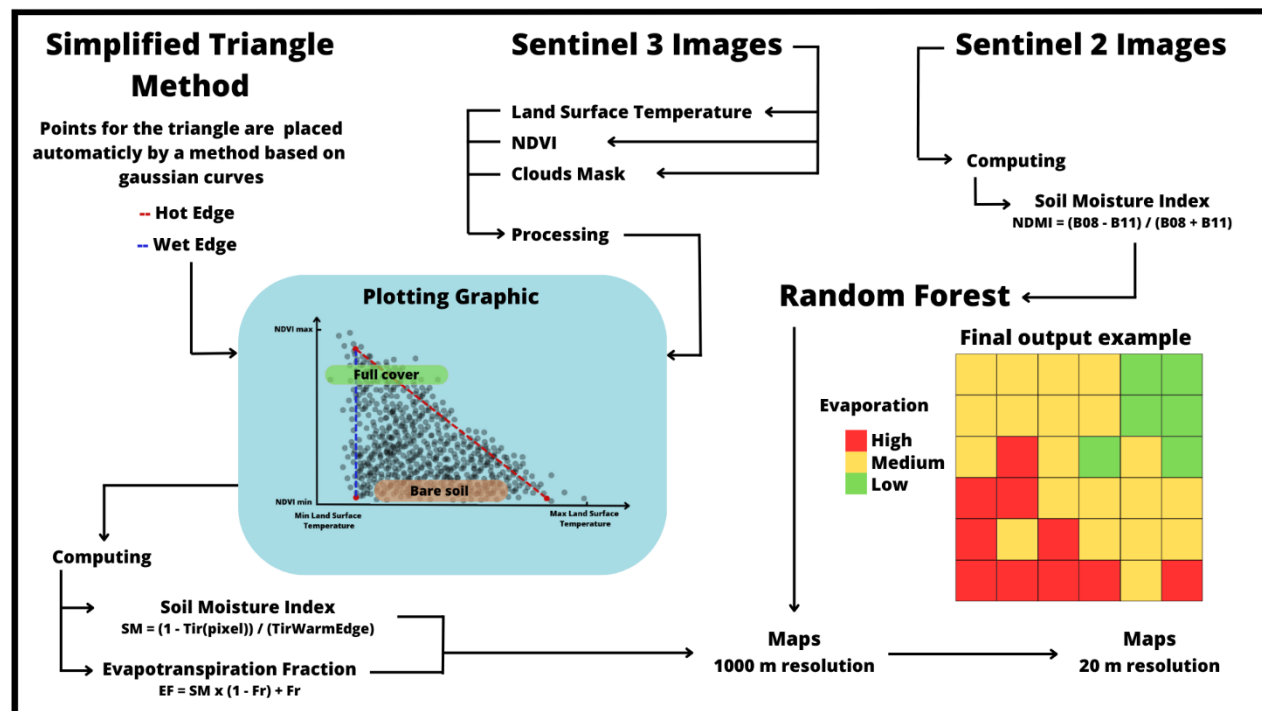 Simplified Triangle
Method
Points for the triangle are placed
automaticly by a method based on
gaussian curves
-- Hot Edge
-- Wet Edge
Sentinel 3 Images
Land Surface Temperature
NDVI
Clouds Mask
Processing
Sentinel 2 Images
Computing
Soil Moisture Index
NDMI = (B08 - B11) / (B08 + B11)
Random Forest
Plotting Graphic
NDVI max
Full cover
Bare soil
NDVI min
Min Land Surface
Temperature
Max Land Surface
Temperature
Final output example
Evaporation
High
Medium
Low
Computing
Soil Moisture Index
SM = (1 - Tir(pixel)) / (TirWarmEdge)
Evapotranspiration Fraction
EF = SM x (1 - Fr) + Fr
Maps
1000 m resolution
Maps
20 m resolution